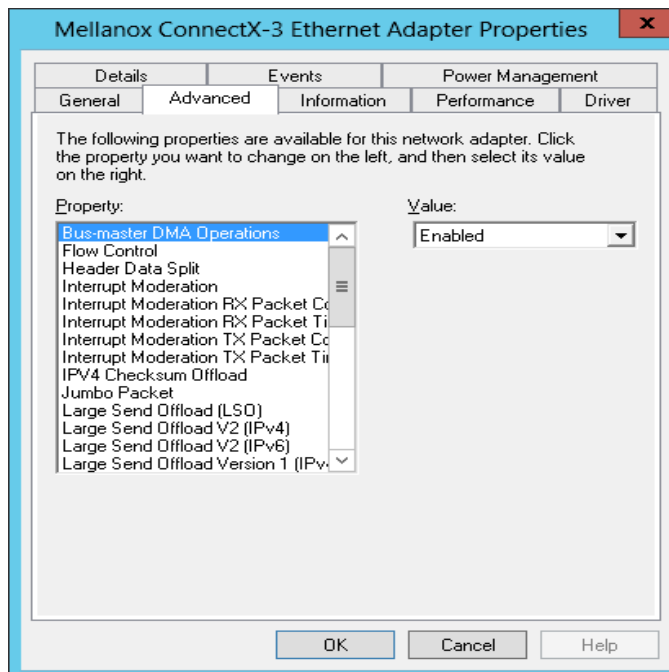 Mellanox ConnectX-3 Ethernet Adapter Properties
x
Details Events Power Management
General Advanced Information Performance Driver
The following properties are available for this network adapter. Click
the property you want to change on the left, and then select its value
on the right.
Property: Value:
Bus-master DMA Operations Enabled
Flow Control
Header Data Split
Interrupt Moderation
Interrupt Moderation RX Packet Co
Interrupt Moderation RX Packet Ti
Interrupt Moderation TX Packet Co
Interrupt Moderation TX Packet Tir
IPV4 Checksum Offload
Jumbo Packet
Large Send Offload (LSO)
Large Send Offload V2 (IPv4)
Large Send Offload V2 (IPv6)
Large Send Offload Version 1 (IPv4
OK Cancel Help